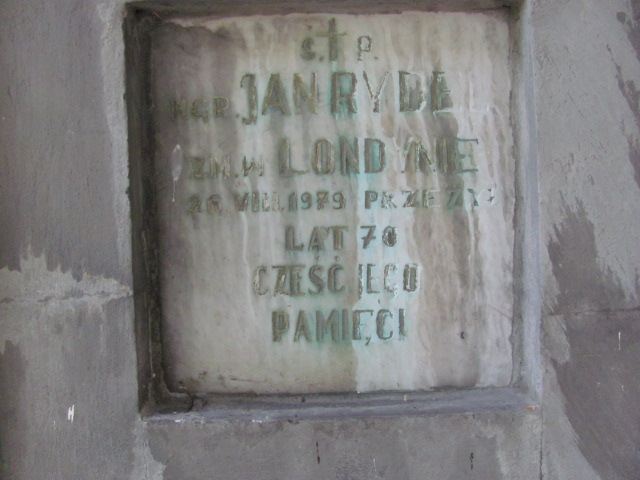 Ś. † P.
MGR. JAN RYDEL
ZM. W LONDYNIE
26.VIII.1979 PRZEŻYŁ
LAT 70
CZEŚĆ JEGO
PAMIĘCI